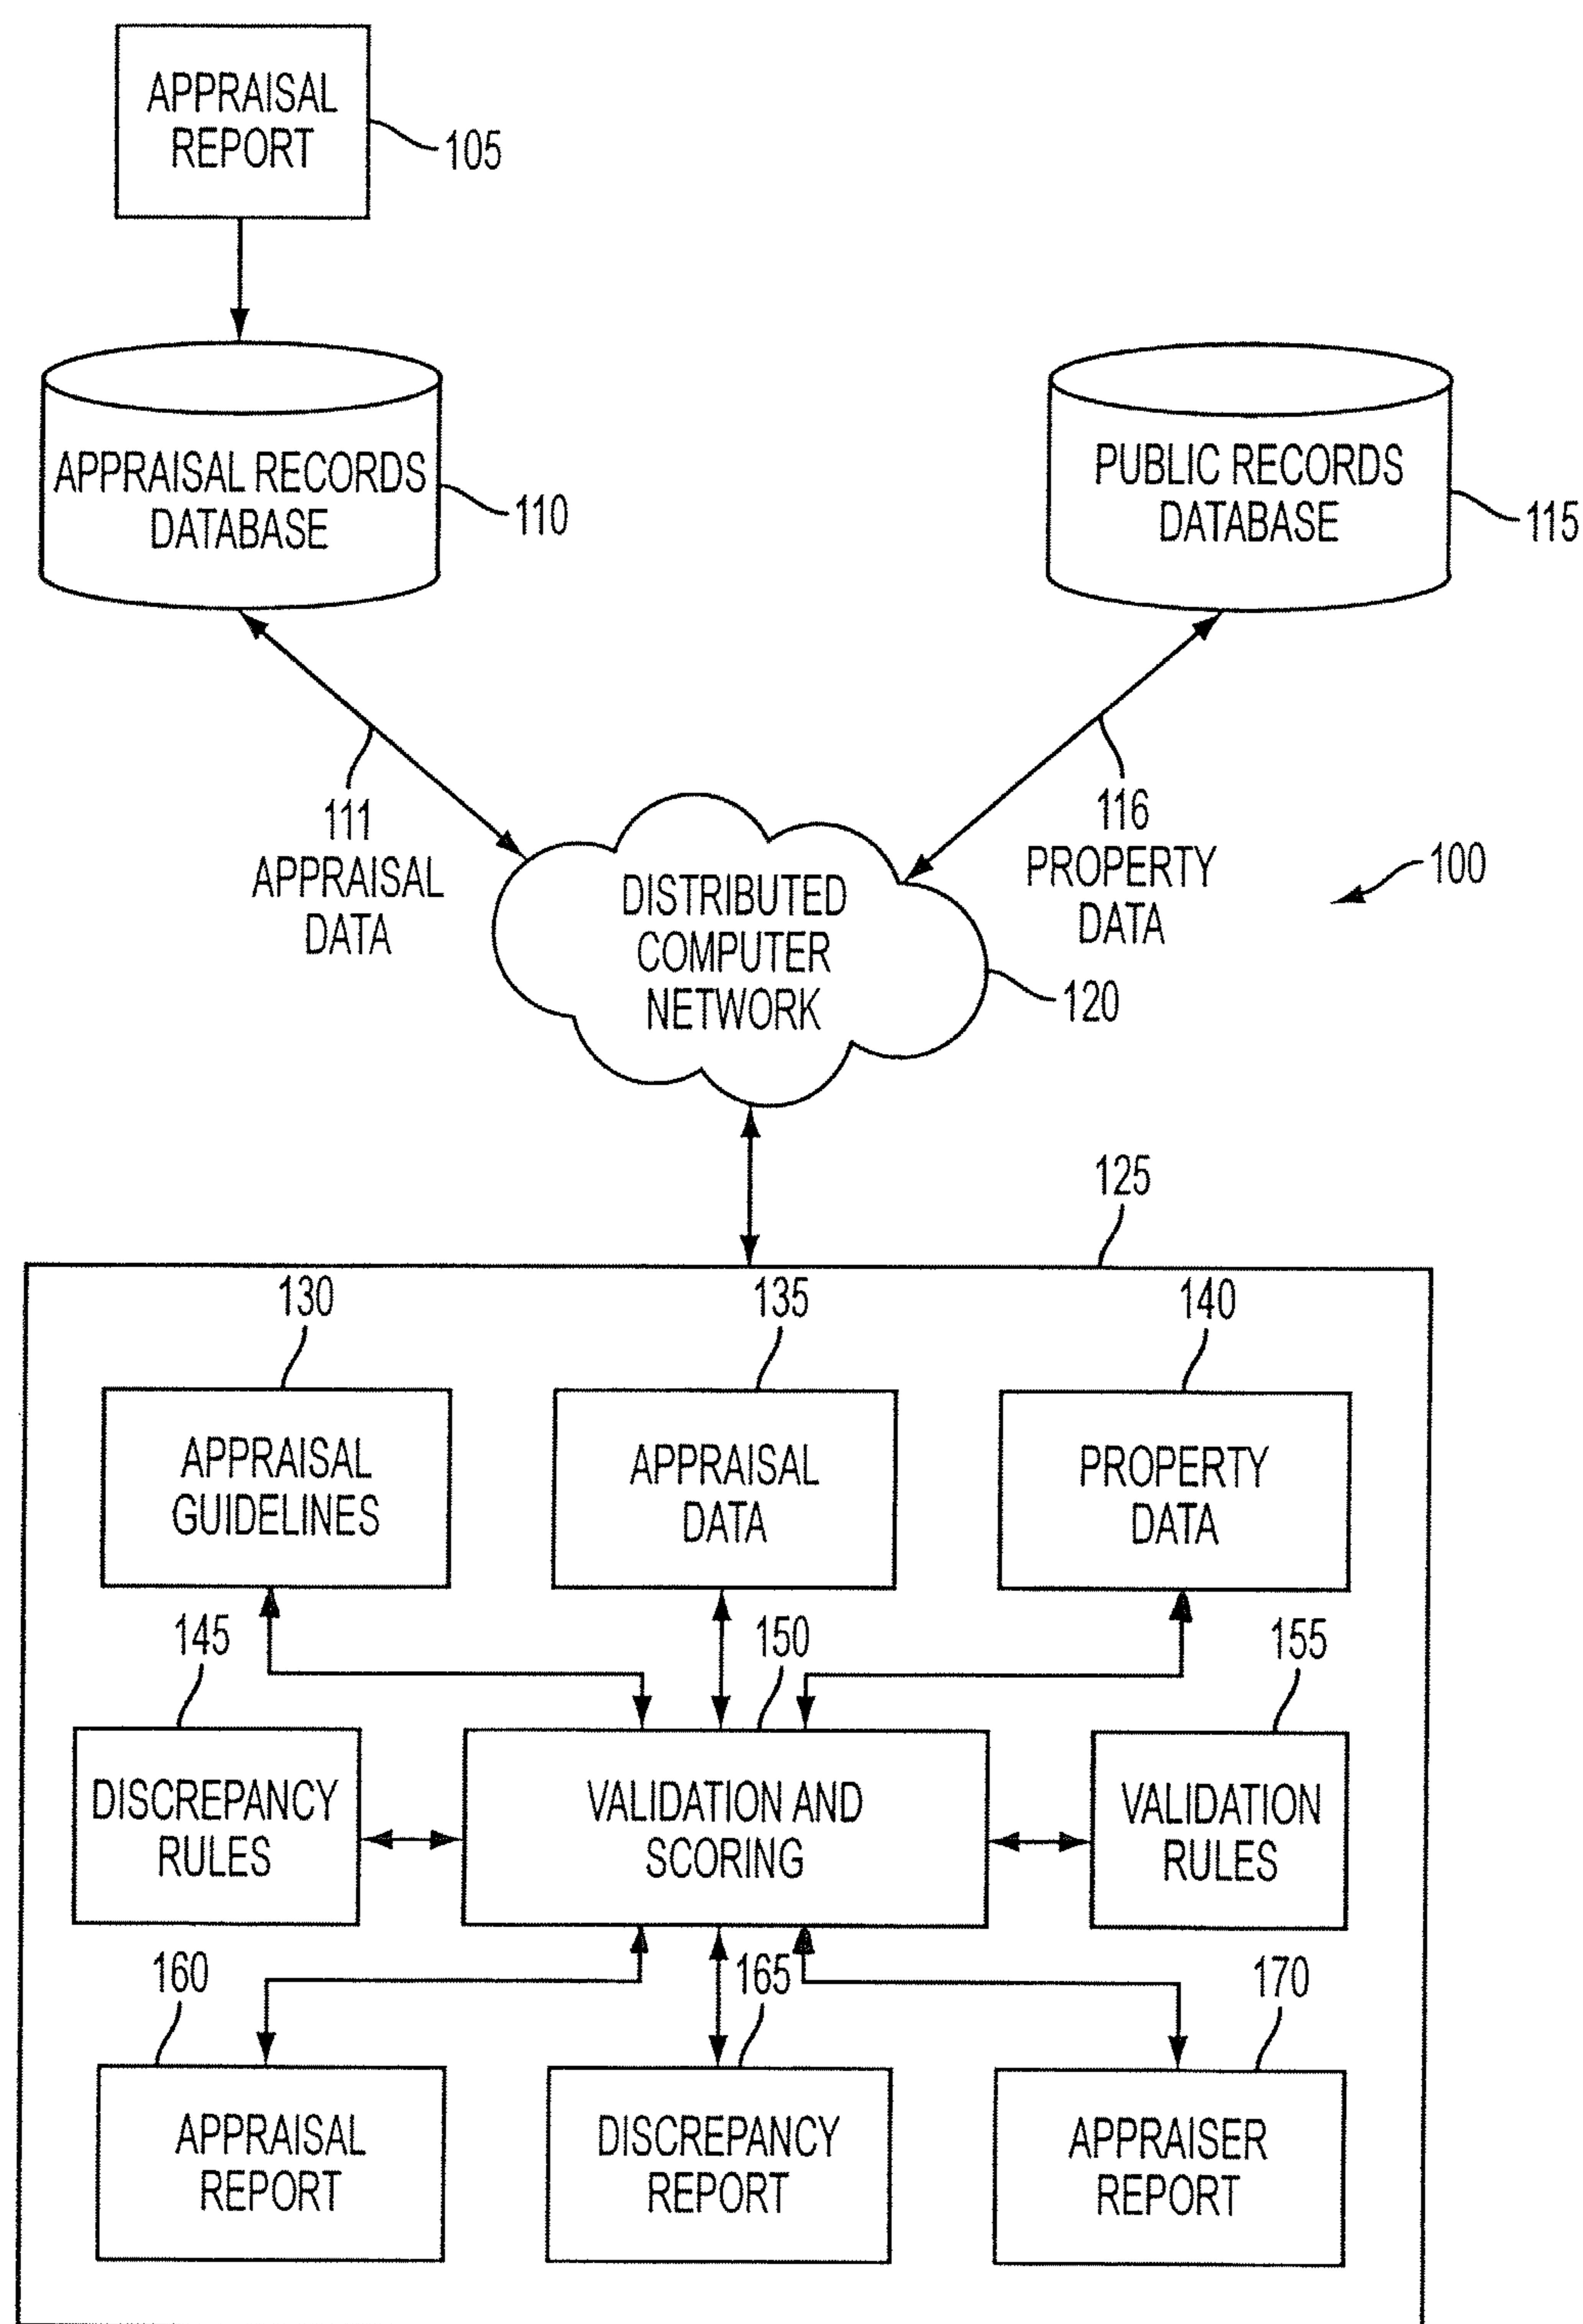 APPRAISAL
REPORT
105
APPRAISAL RECORDS
DATABASE
110
PUBLIC RECORDS
DATABASE
115
111
APPRAISAL
DATA
116
PROPERTY
DATA
100
DISTRIBUTED
COMPUTER
NETWORK
120
125
130
135
140
APPRAISAL
GUIDELINES
APPRAISAL
DATA
PROPERTY
DATA
145
150
155
DISCREPANCY
RULES
VALIDATION AND
SCORING
VALIDATION
RULES
160
165
170
APPRAISAL
REPORT
DISCREPANCY
REPORT
APPRAISER
REPORT